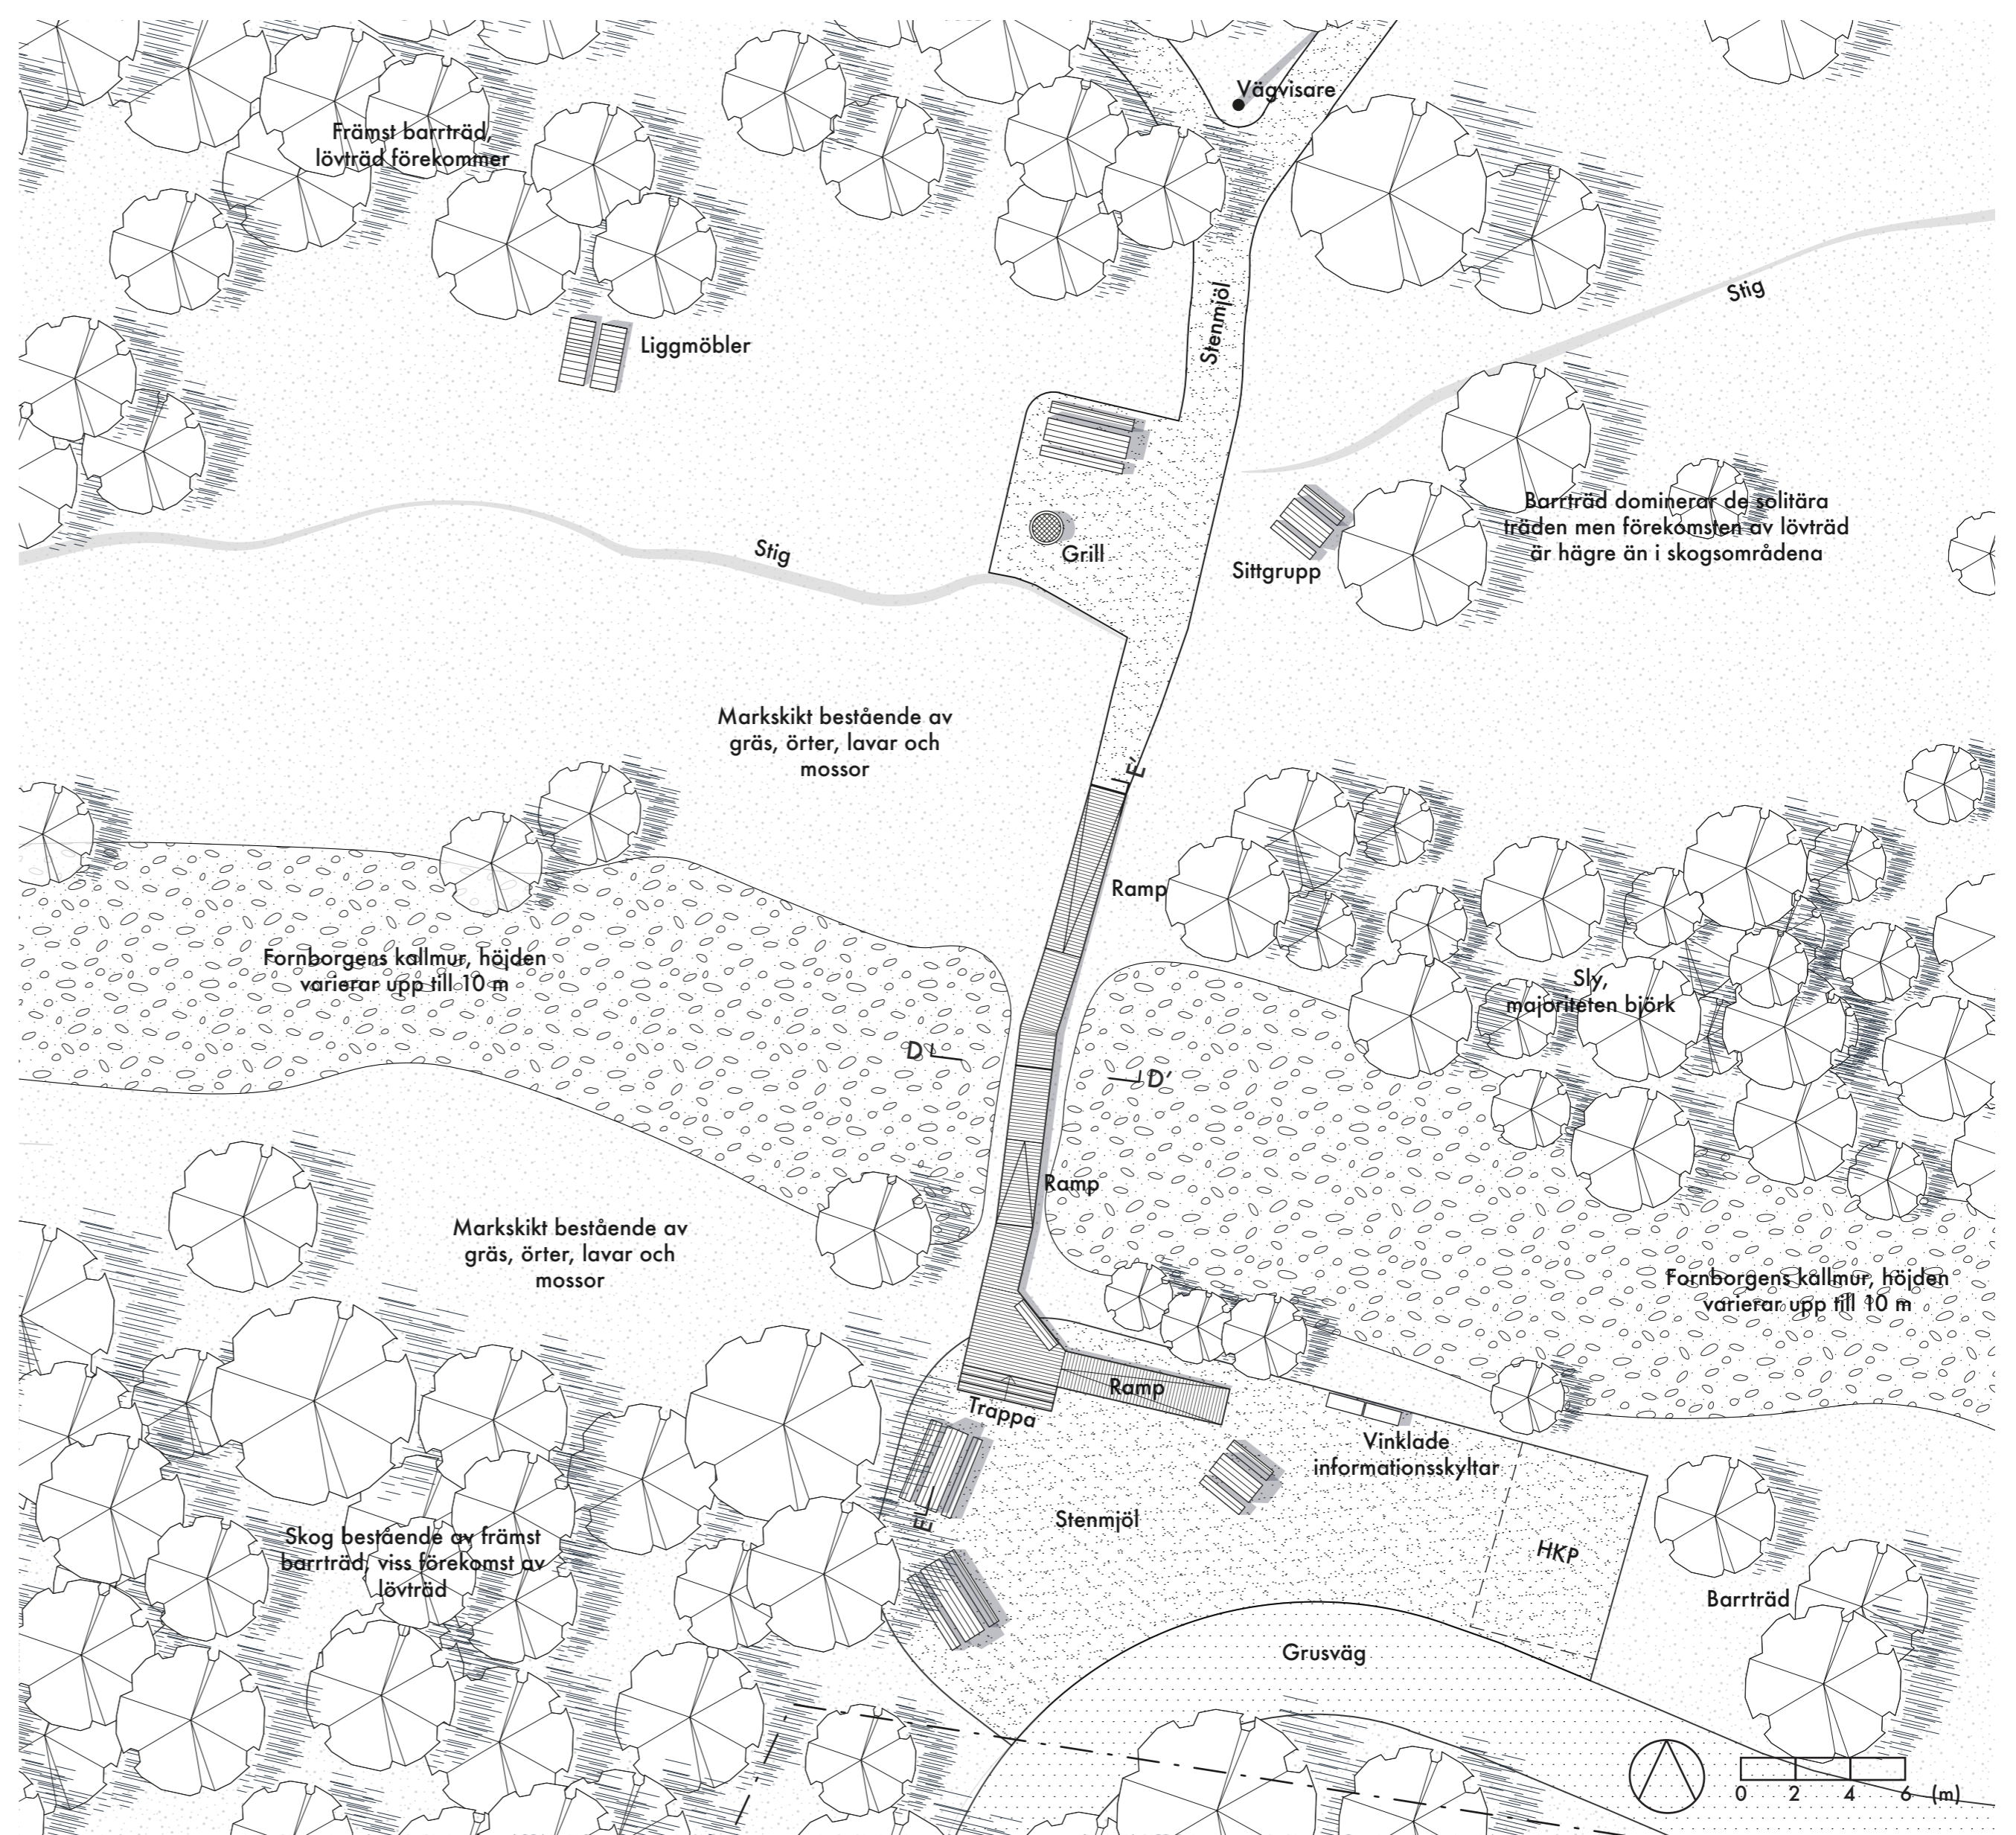 Vägvisare
Främst barrträd,
lövträd förekommer
Stig
Stenmjöl
Liggmöbler
Barrträd dominerar de solitära
träden men förekomsten av lövträd
är hägre än i skogsområdena
Stig
Grill
Sittgrupp
Markskikt bestående av
gräs, örter, lavar och
mossor
E'
Ramp
Fornborgens kallmur, höjden
varierar upp till 10 m
Sly,
majoriteten björk
D
D'
Ramp
Markskikt bestående av
gräs, örter, lavar och
mossor
Fornborgens kallmur, höjden
varierar upp till 10 m
Ramp
Trappa
Vinklade
informationsskyltar
E
Stenmjöl
Skog bestående av främst
barrträd, viss förekomst av
lövträd
HKP
Barrträd
Grusväg
0 2 4 6 (m)